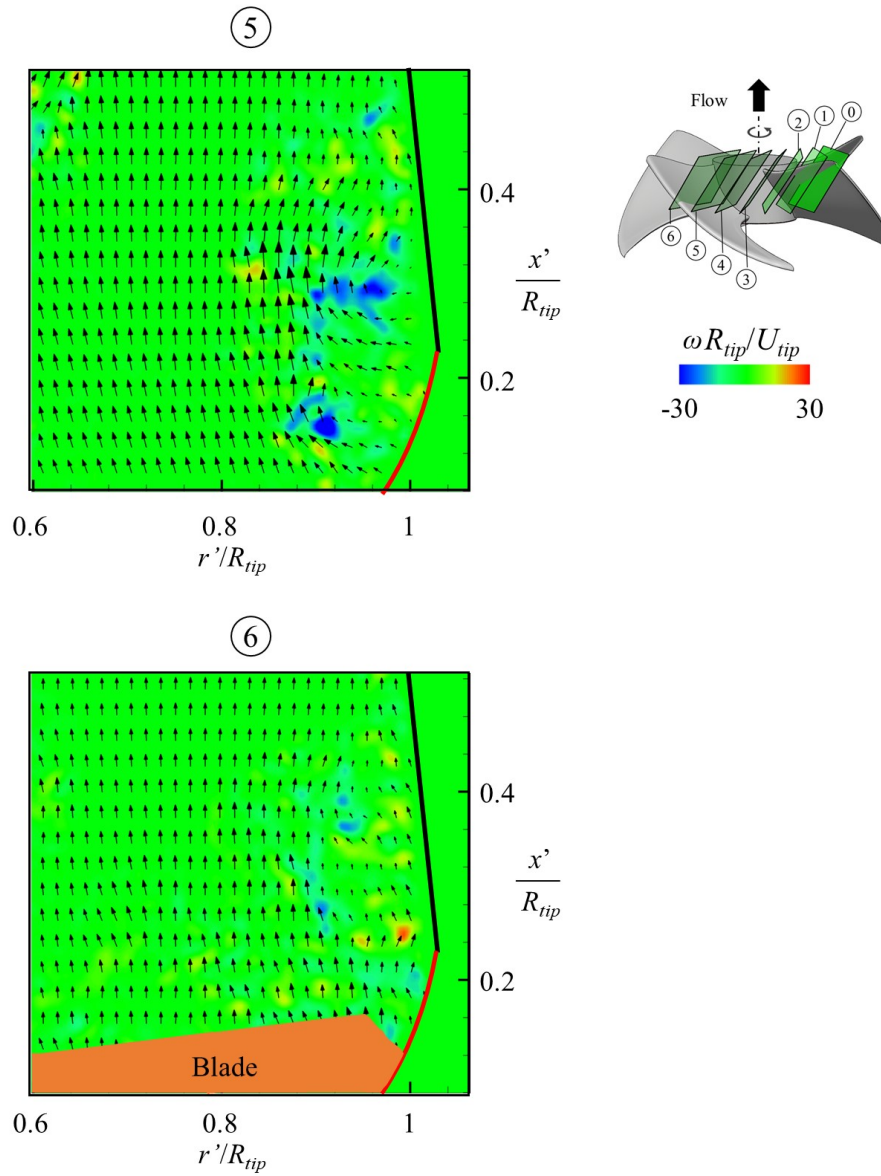 ⑤
0.4
0.2
x'
R_tip
0.6 0.8 1
r'/R_tip
Flow
⓪
①
②
⑥
⑤
④
③
ωR_tip/U_tip
-30 30
⑥
0.4
0.2
x'
R_tip
Blade
0.6 0.8 1
r'/R_tip